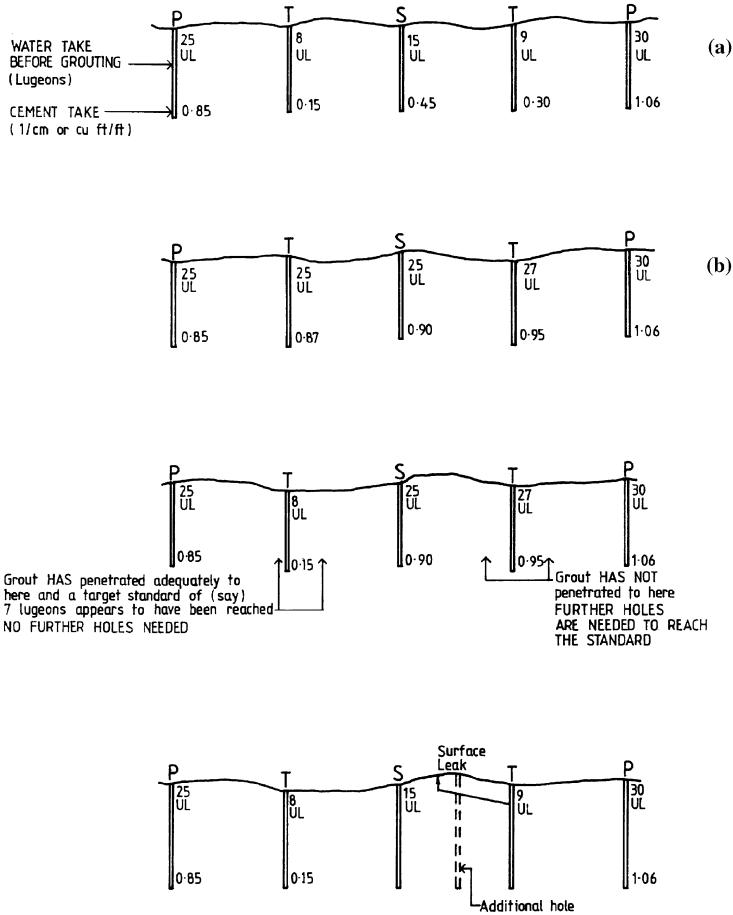 P T S T P
WATER TAKE
BEFORE GROUTING
(Lugeons)
25
UL
8
UL
15
UL
9
UL
30
UL
(a)
CEMENT TAKE
(1/cm or cu ft/ft)
0·85
0·15
0·45
0·30
1·06
P T S T P
25
UL
25
UL
25
UL
27
UL
30
UL
(b)
0·85
0·87
0·90
0·95
1·06
P T S T P
25
UL
8
UL
25
UL
27
UL
30
UL
0·85
0·15
0·90
0·95
1·06
Grout HAS penetrated adequately to
here and a target standard of (say)
7 lugeons appears to have been reached
NO FURTHER HOLES NEEDED
Grout HAS NOT
penetrated to here
FURTHER HOLES
ARE NEEDED TO REACH
THE STANDARD
P T S T P
Surface
Leak
25
UL
8
UL
15
UL
9
UL
30
UL
0·85
0·15
1·06
Additional hole